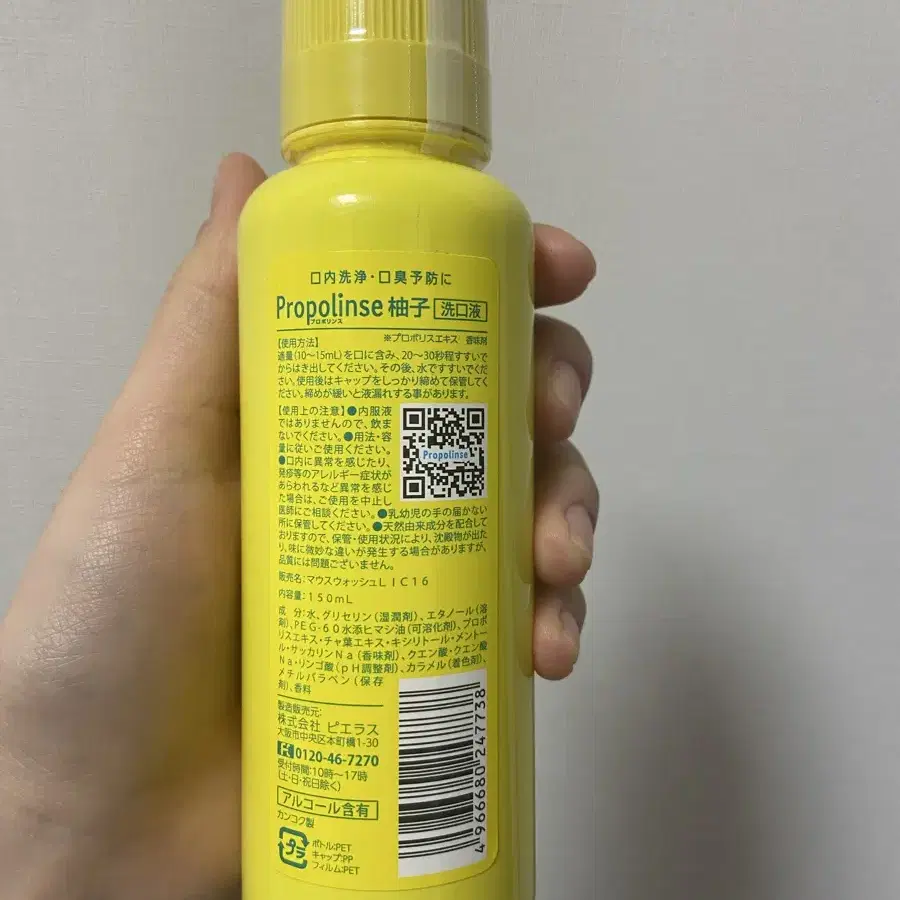 口内洗浄・口臭予防に
Propolinse 柚子 洗口液
プロポリンス
※プロポリスエキス 香味剤
【使用方法】
適量(10〜15mL)を口に含み、20〜30秒程すすいで
からはき出してください。その後、水ですすいでくだ
さい。使用後はキャップをしっかり締めて保管してく
ださい。締めが緩いと液漏れする事があります。
【使用上の注意】●内服液
ではありませんので、飲ま
ないでください。●用法・容
量に従いご使用ください。
●口内に異常を感じたり、
発疹等のアレルギー症状が
あらわれるなど異常を感じ
た場合は、ご使用を中止し
医師にご相談ください。●乳幼児の手の届かない
所に保管してください。●天然由来成分を配合して
おりますので、保管・使用状況により、沈殿物が出た
り、味に微妙な違いが発生する場合がありますが、
品質には問題ございません。
Propolinse
販売名:マウスウォッシュLIC16
内容量:150mL
成 分:水、グリセリン(湿潤剤)、エタノール(溶
剤)、PEG-60水添ヒマシ油(可溶化剤)、プロポ
リスエキス・チャ葉エキス・キシリトール・メントー
ル・サッカリンNa(香味剤)、クエン酸・クエン酸
Na・リンゴ酸(pH調整剤)、カラメル(着色剤)、
メチルパラベン(保存
剤)、香料
製造販売元:
株式会社 ピエラス
大阪市中央区本町橋1-30
0120-46-7270
受付時間:10時〜17時
(土・日・祝日除く)
アルコール含有
カンコク製
プラ
ボトル:PET
キャップ:PP
フィルム:PET
4966680247738